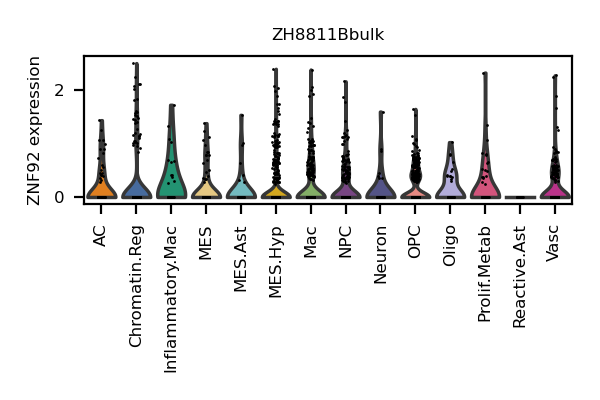 ZH8811Bbulk
ZNF92 expression
2
0
AC
Chromatin.Reg
Inflammatory.Mac
MES
MES.Ast
MES.Hyp
Mac
NPC
Neuron
OPC
Oligo
Prolif.Metab
Reactive.Ast
Vasc